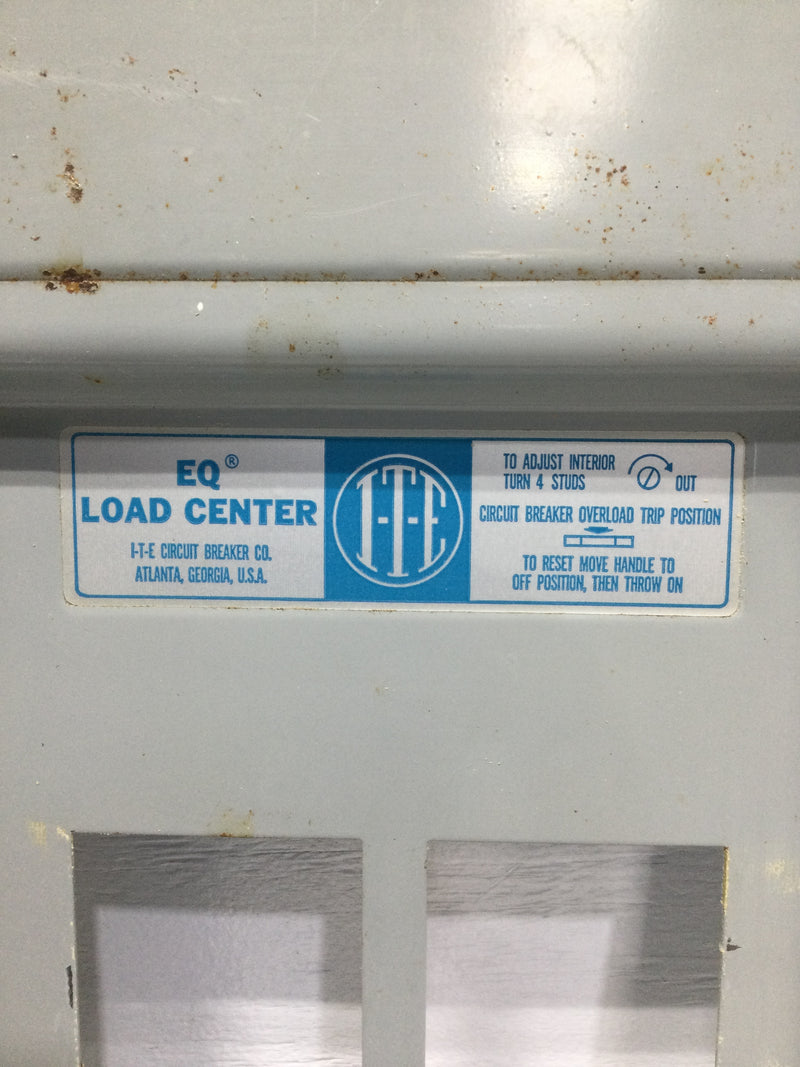 EQ®
LOAD CENTER
I-T-E CIRCUIT BREAKER CO.
ATLANTA, GEORGIA, U.S.A.
I-T-E
TO ADJUST INTERIOR
TURN 4 STUDS
OUT
CIRCUIT BREAKER OVERLOAD TRIP POSITION
TO RESET MOVE HANDLE TO
OFF POSITION, THEN THROW ON